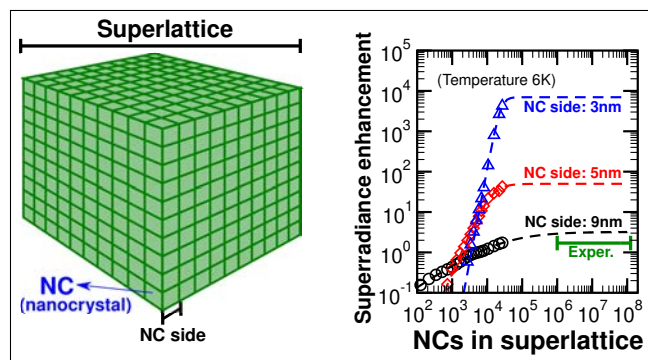 Superlattice
NC
(nanocrystal)
NC side
Superradiance enhancement
10^5
10^4
10^3
10^2
10^1
10^0
10^-1
(Temperature 6K)
NC side: 3nm
NC side: 5nm
NC side: 9nm
Exper.
10^2 10^3 10^4 10^5 10^6 10^7 10^8
NCs in superlattice